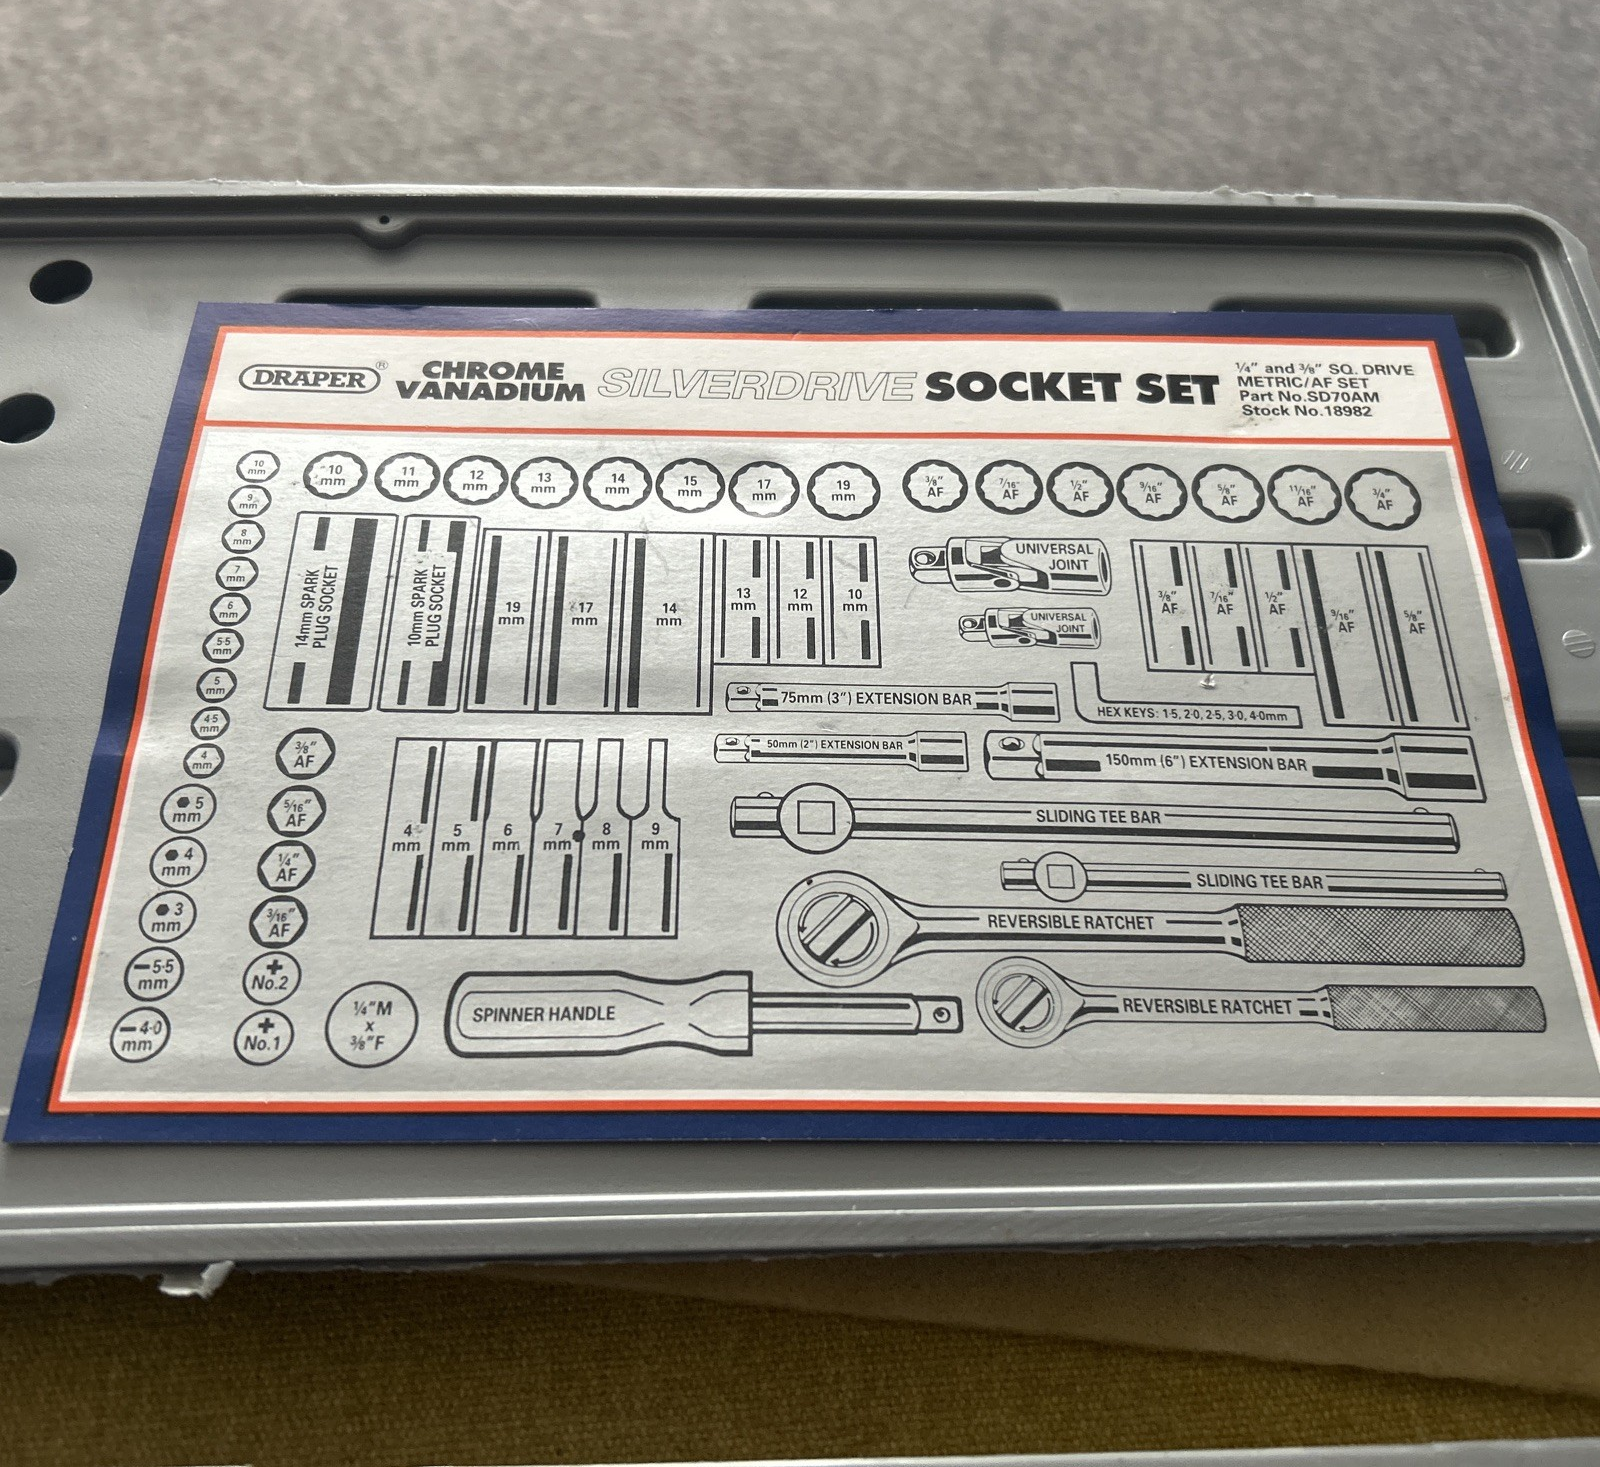 DRAPER®
CHROME
VANADIUM
SILVERDRIVE
SOCKET SET
¼" and ⅜" SQ. DRIVE
METRIC/AF SET
Part No.SD70AM
Stock No.18982
10
mm
10
mm
11
mm
12
mm
13
mm
14
mm
15
mm
17
mm
19
mm
3/8"
AF
7/16"
AF
1/2"
AF
9/16"
AF
5/8"
AF
11/16"
AF
3/4"
AF
9
mm
8
mm
7
mm
6
mm
5·5
mm
5
mm
4·5
mm
4
mm
14mm SPARK
PLUG SOCKET
10mm SPARK
PLUG SOCKET
19
mm
17
mm
14
mm
13
mm
12
mm
10
mm
UNIVERSAL
JOINT
UNIVERSAL
JOINT
3/8"
AF
7/16"
AF
1/2"
AF
9/16"
AF
5/8"
AF
75mm (3") EXTENSION BAR
HEX KEYS: 1·5, 2·0, 2·5, 3·0, 4·0mm
50mm (2") EXTENSION BAR
150mm (6") EXTENSION BAR
3/8"
AF
5/16"
AF
1/4"
AF
3/16"
AF
5
mm
4
mm
3
mm
5·5
mm
4·0
mm
No.2
No.1
4
mm
5
mm
6
mm
7
mm
8
mm
9
mm
SLIDING TEE BAR
SLIDING TEE BAR
REVERSIBLE RATCHET
REVERSIBLE RATCHET
¼"M
x
⅜"F
SPINNER HANDLE